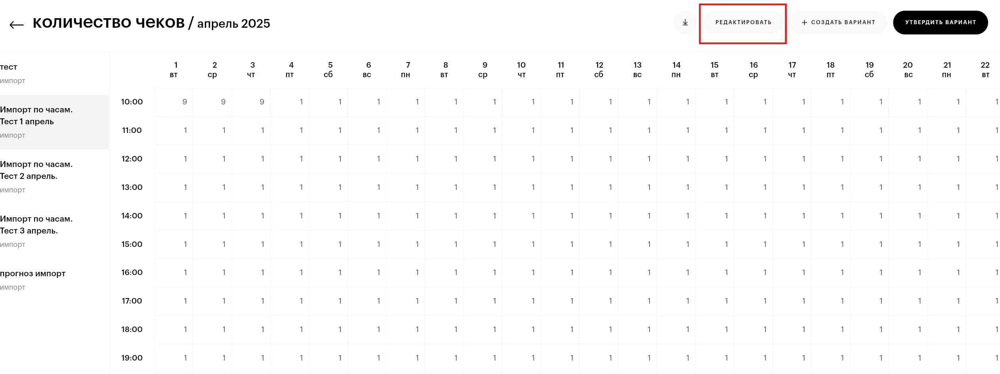 количество чеков / апрель 2025
РЕДАКТИРОВАТЬ
СОЗДАТЬ ВАРИАНТ
УТВЕРДИТЬ ВАРИАНТ
тест
импорт
Импорт по часам.
Тест 1 апрель
импорт
Импорт по часам.
Тест 2 апрель.
импорт
Импорт по часам.
Тест 3 апрель.
импорт
прогноз импорт
импорт
1 2 3 4 5 6 7 8 9 10 11 12 13 14 15 16 17 18 19 20 21 22
вт ср чт пт сб вс пн вт ср чт пт сб вс пн вт ср чт пт сб вс пн вт
10:00 9 9 9 1 1 1 1 1 1 1 1 1 1 1 1 1 1 1 1 1 1 1
11:00 1 1 1 1 1 1 1 1 1 1 1 1 1 1 1 1 1 1 1 1 1 1
12:00 1 1 1 1 1 1 1 1 1 1 1 1 1 1 1 1 1 1 1 1 1 1
13:00 1 1 1 1 1 1 1 1 1 1 1 1 1 1 1 1 1 1 1 1 1 1
14:00 1 1 1 1 1 1 1 1 1 1 1 1 1 1 1 1 1 1 1 1 1 1
15:00 1 1 1 1 1 1 1 1 1 1 1 1 1 1 1 1 1 1 1 1 1 1
16:00 1 1 1 1 1 1 1 1 1 1 1 1 1 1 1 1 1 1 1 1 1 1
17:00 1 1 1 1 1 1 1 1 1 1 1 1 1 1 1 1 1 1 1 1 1 1
18:00 1 1 1 1 1 1 1 1 1 1 1 1 1 1 1 1 1 1 1 1 1 1
19:00 1 1 1 1 1 1 1 1 1 1 1 1 1 1 1 1 1 1 1 1 1 1